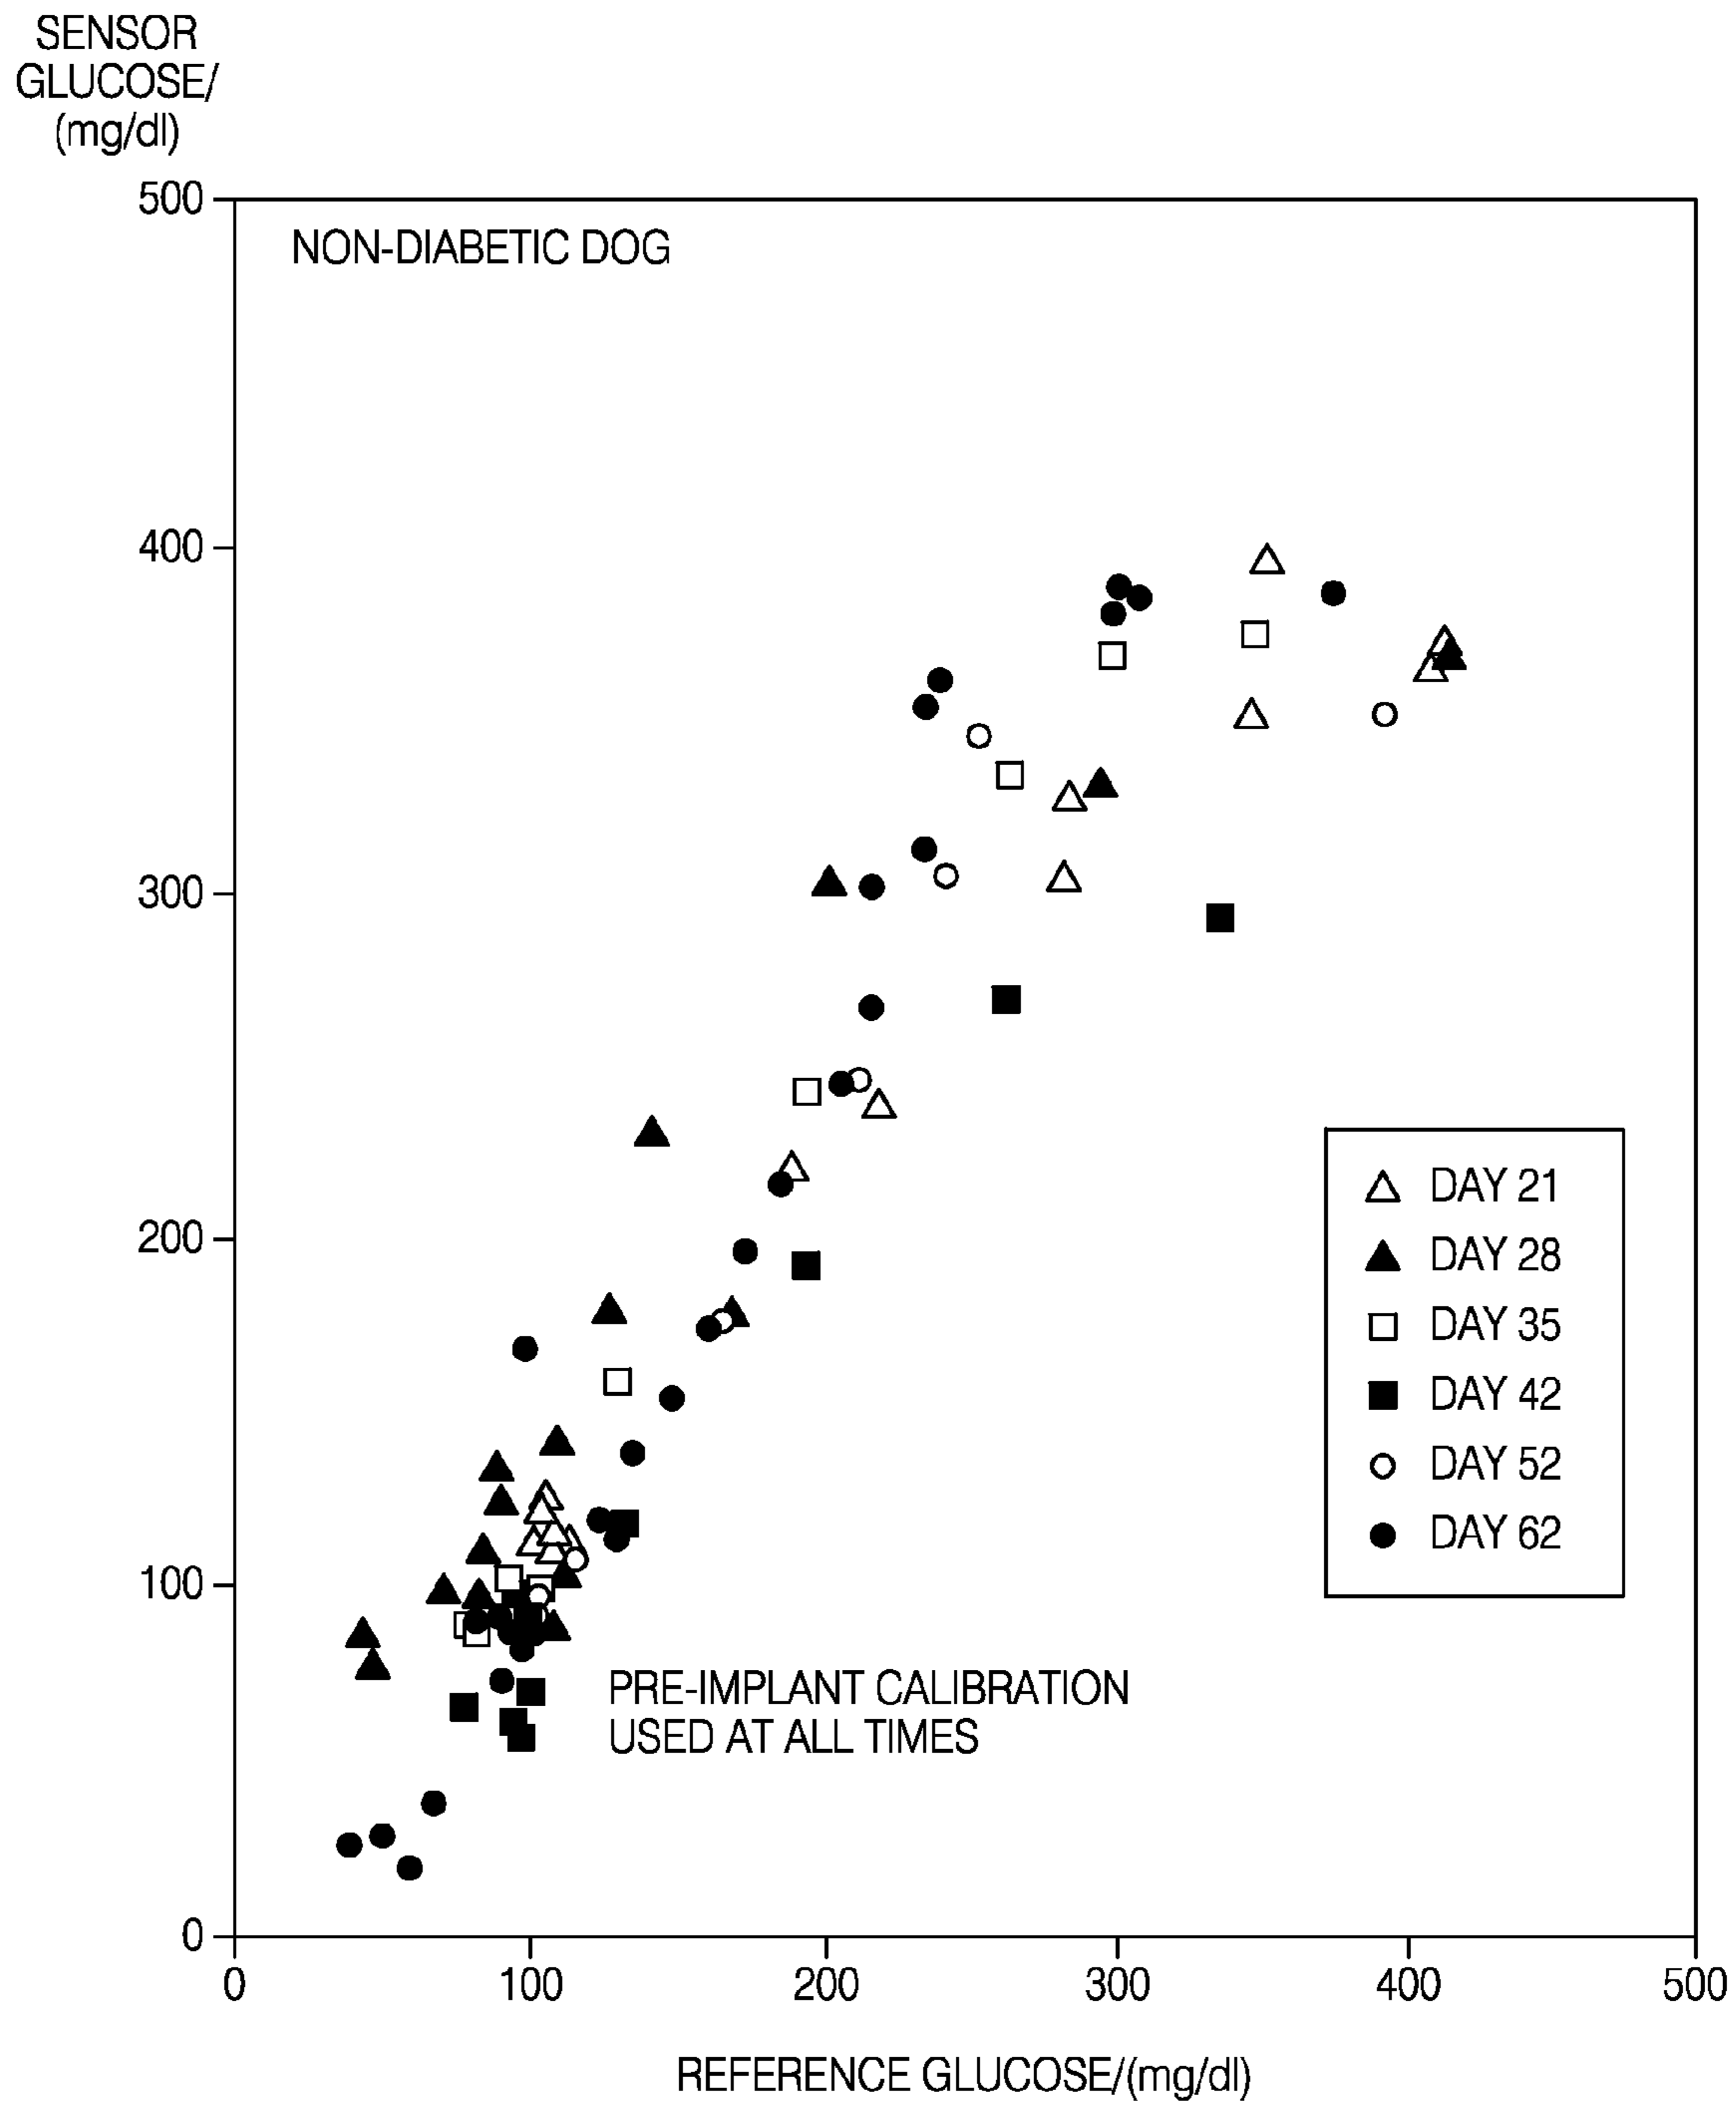 SENSOR
GLUCOSE/
(mg/dl)
500
NON-DIABETIC DOG
400
300
200
100
0
DAY 21
DAY 28
DAY 35
DAY 42
DAY 52
DAY 62
PRE-IMPLANT CALIBRATION
USED AT ALL TIMES
0 100 200 300 400 500
REFERENCE GLUCOSE/(mg/dl)